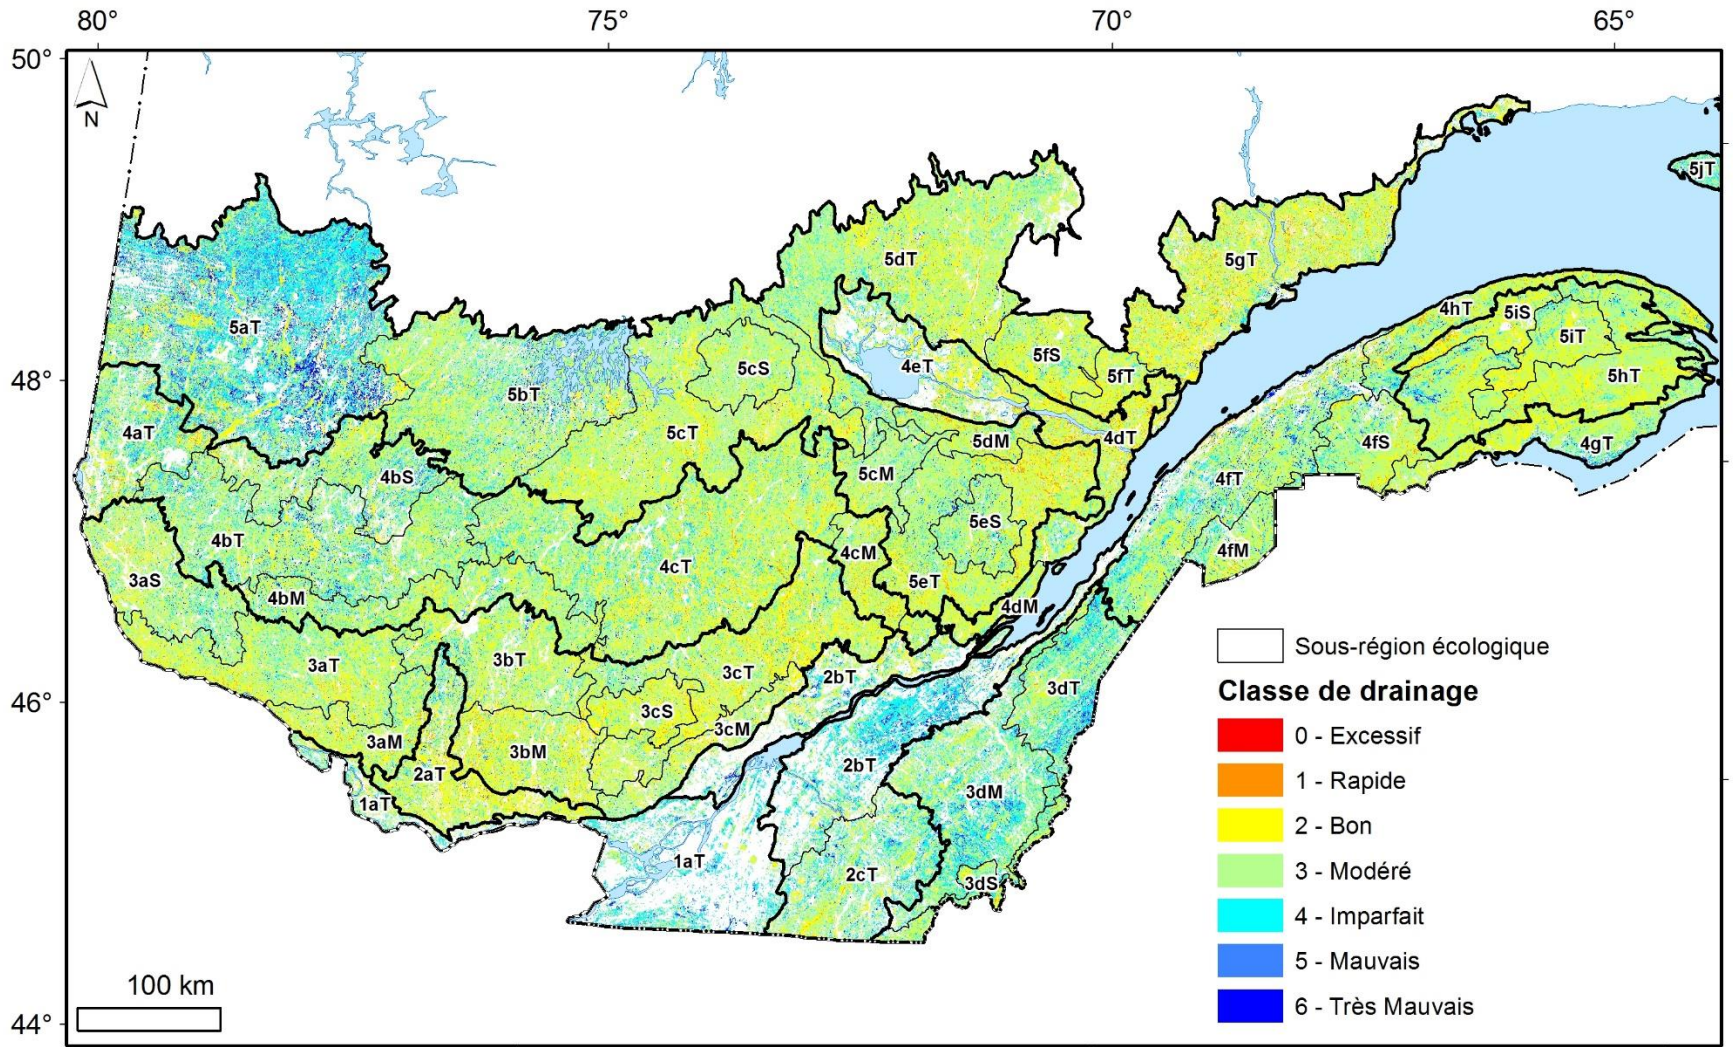 80° 75° 70° 65°
50°
N
5jT
5dT
5gT
4hT
5iS
5aT
5iT
5fS
4eT
5cS
5fT
5hT
48°
5bT
4aT
5cT
4dT
5dM
4fS
4gT
4bS
5cM
4fT
5eS
4bT
4cM
4fM
4cT
3aS
5eT
4bM
4dM
Sous-région écologique
3bT
3aT
3cT
2bT
3dT
Classe de drainage
46°
3cS
3cM
0 - Excessif
3aM
3bM
2bT
2aT
1 - Rapide
3dM
1aT
2 - Bon
1aT
2cT
3 - Modéré
3dS
4 - Imparfait
5 - Mauvais
100 km
6 - Très Mauvais
44°